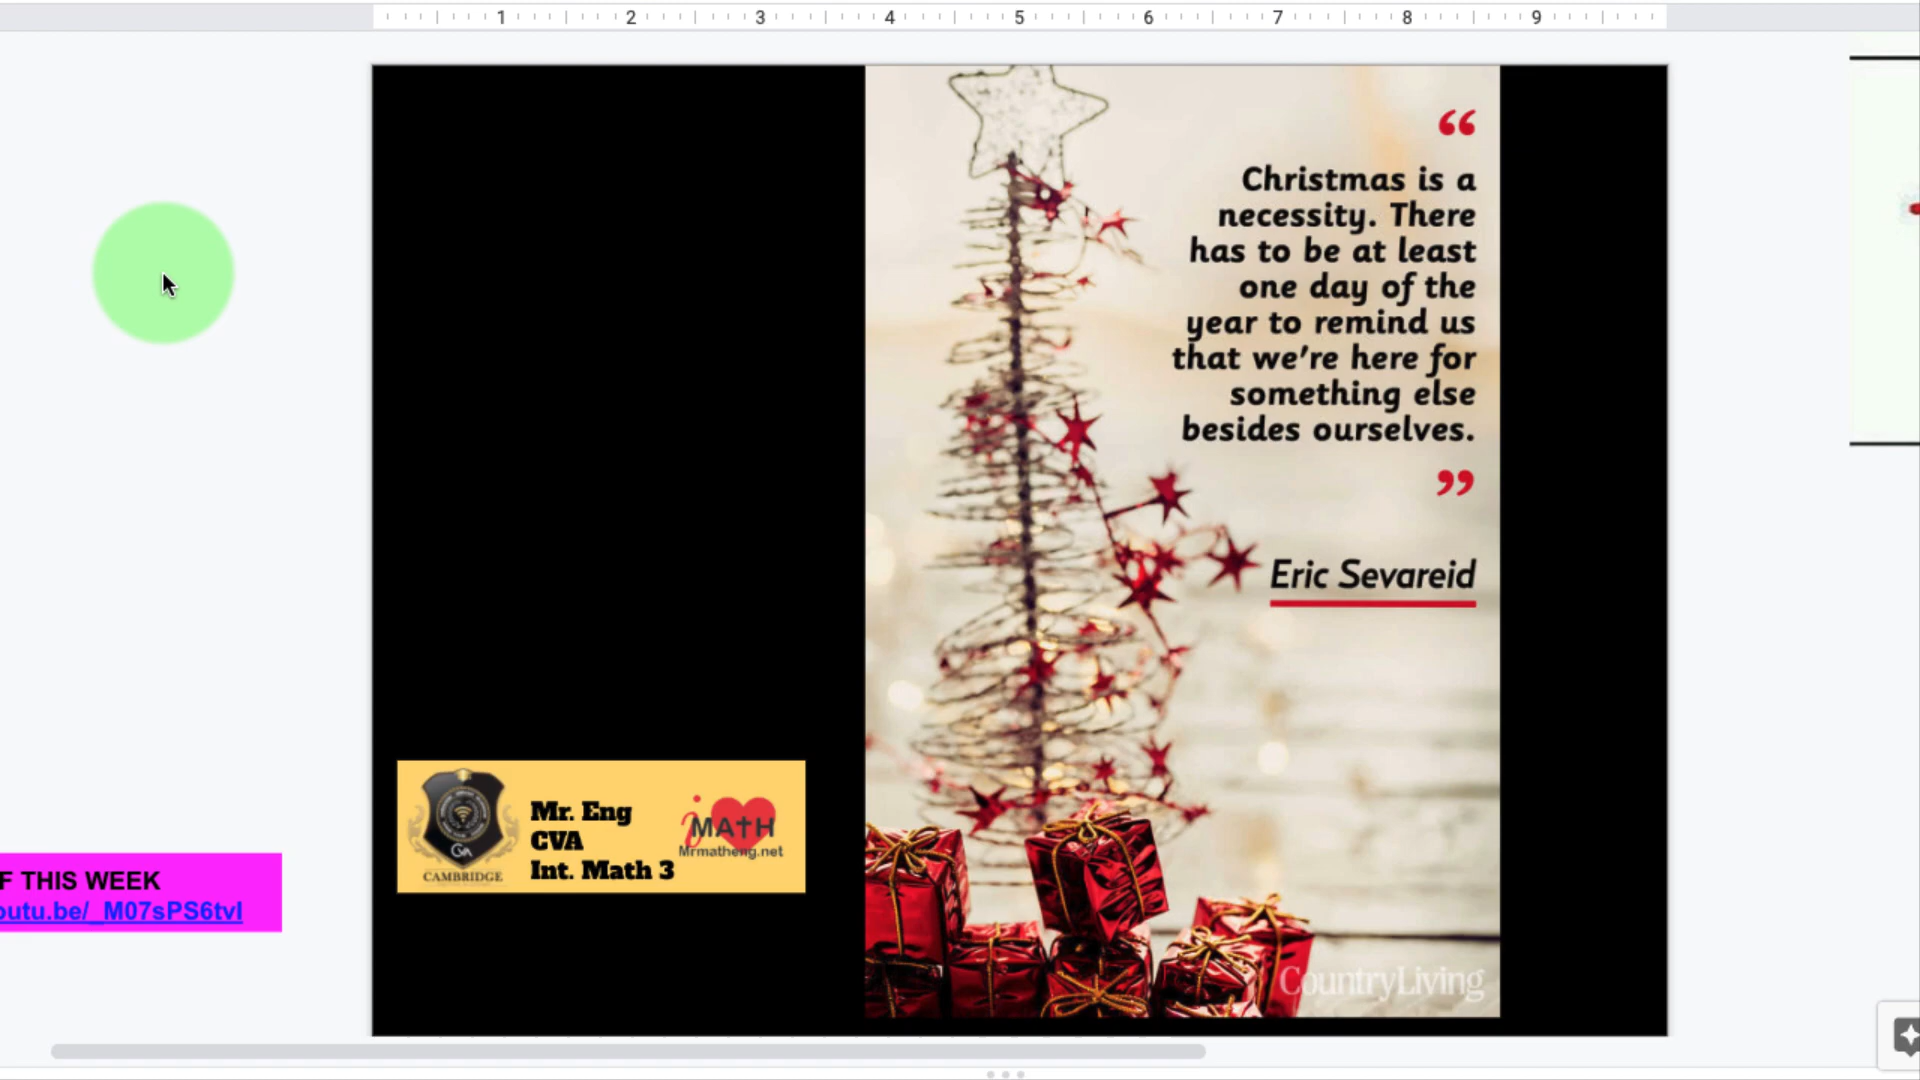 1 2 3 4 5 6 7 8 9
“
Christmas is a
necessity. There
has to be at least
one day of the
year to remind us
that we’re here for
something else
besides ourselves.
”
Eric Sevareid
CountryLiving
Mr. Eng
CVA
Int. Math 3
CVA
CAMBRIDGE
i MATH
Mrmatheng.net
F THIS WEEK
outu.be/_M07sPS6tvI